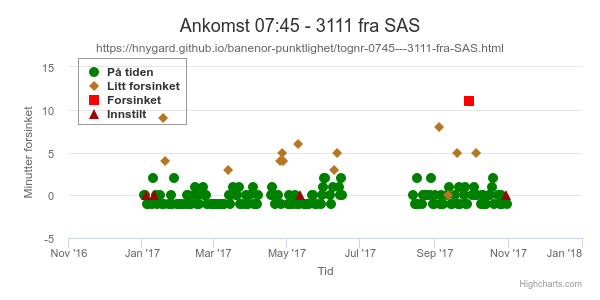 Ankomst 07:45 - 3111 fra SAS
https://hnygard.github.io/banenor-punktlighet/tognr-0745---3111-fra-SAS.html
På tiden
Litt forsinket
Forsinket
Innstilt
Minutter forsinket
15
10
5
0
-5
Nov '16
Jan '17
Mar '17
May '17
Jul '17
Sep '17
Nov '17
Jan '18
Tid
Highcharts.com